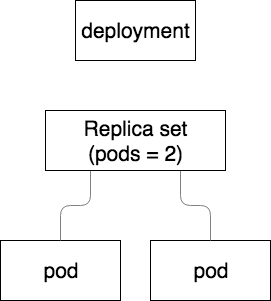 deployment
Replica set
(pods = 2)
pod
pod